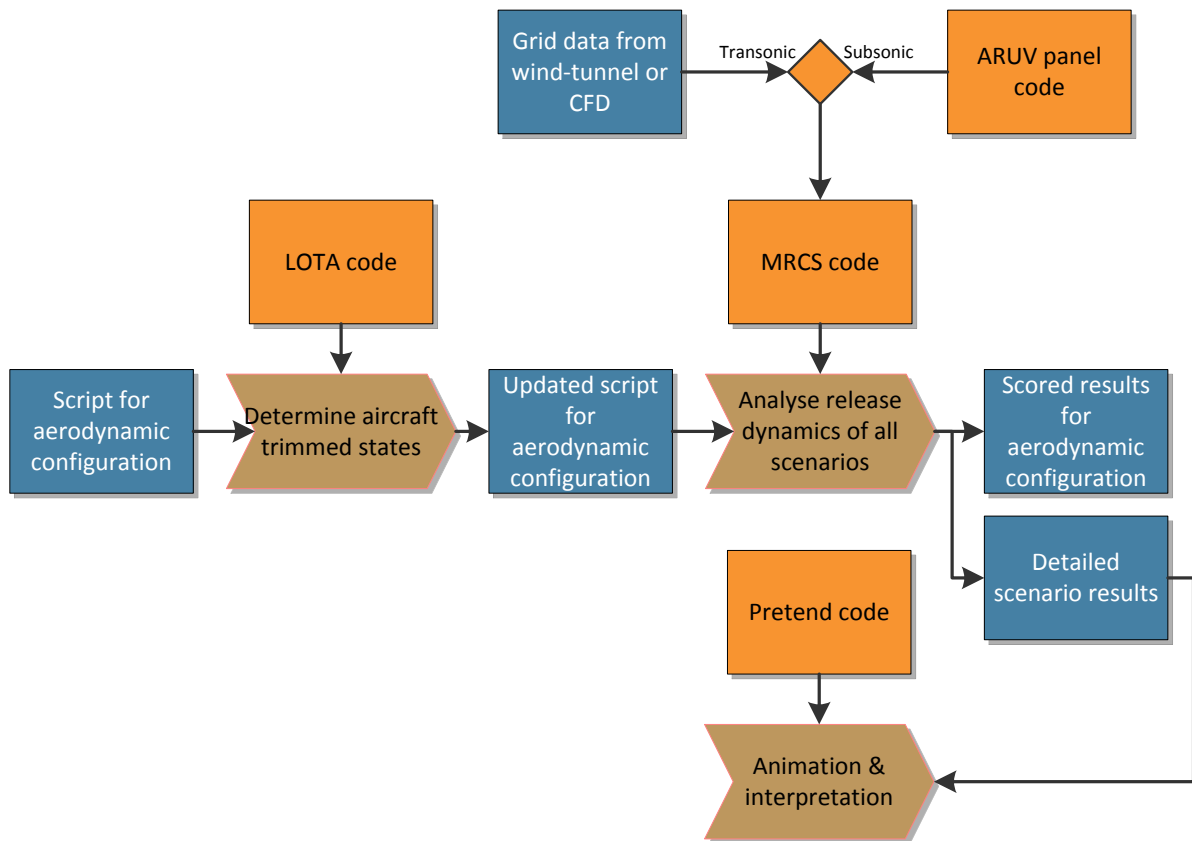 Grid data from
wind-tunnel or
CFD
Transonic
Subsonic
ARUV panel
code
LOTA code
MRCS code
Script for
aerodynamic
configuration
Determine aircraft
trimmed states
Updated script
for
aerodynamic
configuration
Analyse release
dynamics of all
scenarios
Scored results
for
aerodynamic
configuration
Detailed
scenario results
Pretend code
Animation &
interpretation